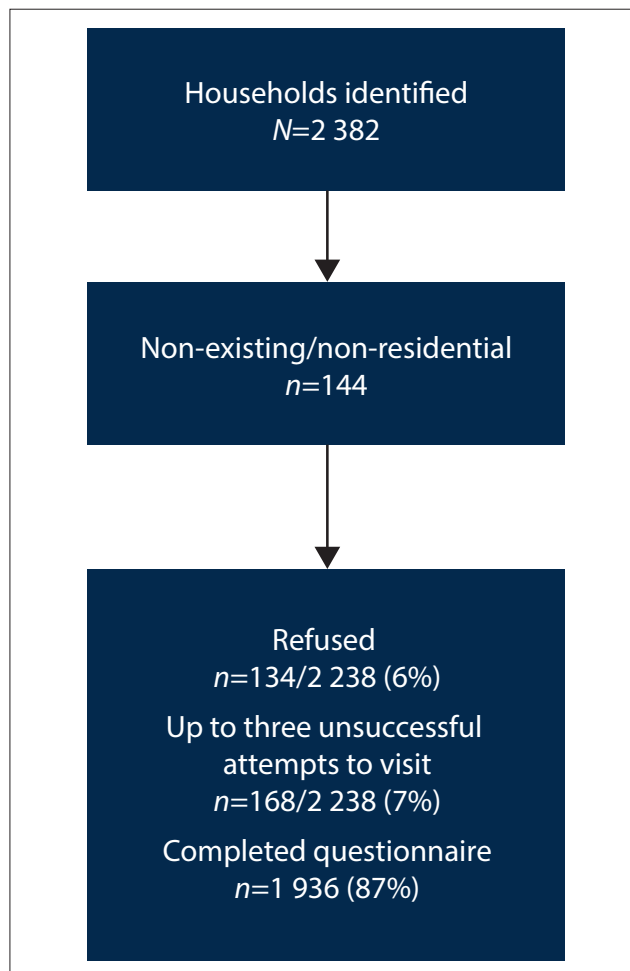 Households identified
N=2 382
Non-existing/non-residential
n=144
Refused
n=134/2 238 (6%)
Up to three unsuccessful
attempts to visit
n=168/2 238 (7%)
Completed questionnaire
n=1 936 (87%)